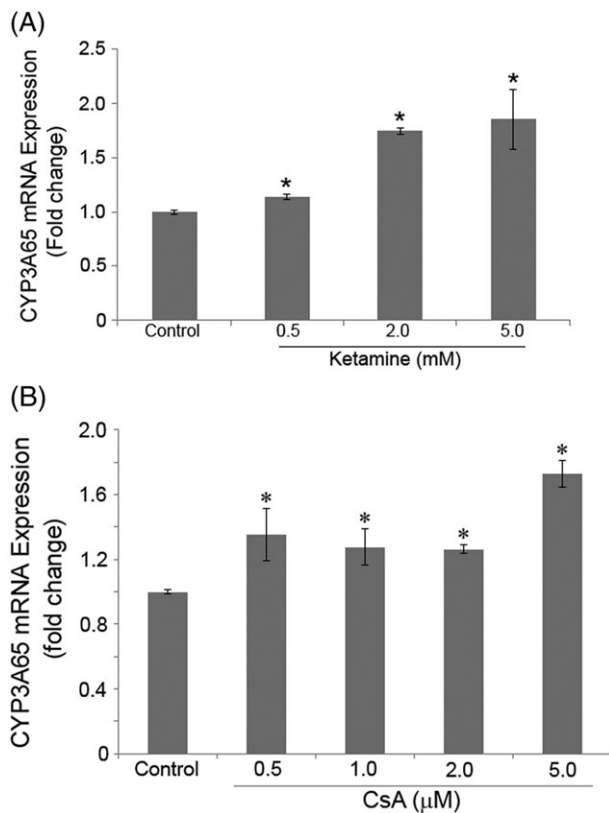 (A)
CYP3A65 mRNA Expression
(Fold change)
2.5
2.0
1.5
1.0
0.5
0
*
*
*
Control
0.5
2.0
5.0
Ketamine (mM)
(B)
CYP3A65 mRNA Expression
(fold change)
2.0
1.6
1.2
0.8
0.4
0
*
*
*
*
Control
0.5
1.0
2.0
5.0
CsA (µM)